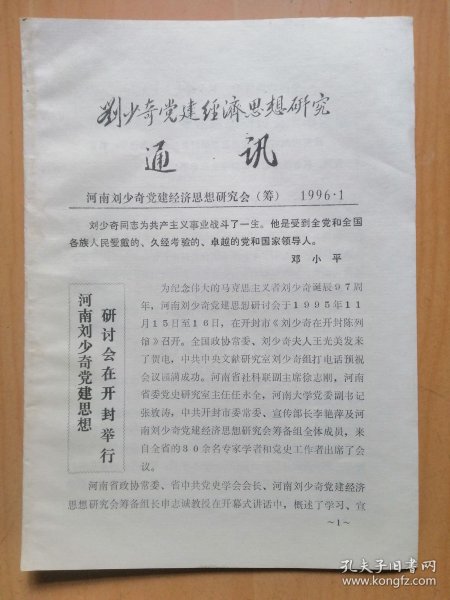 刘少奇党建经济思想研究
通 讯
河南刘少奇党建经济思想研究会(筹) 1996·1
刘少奇同志为共产主义事业战斗了一生。他是受到全党和全国
各族人民爱戴的、久经考验的、卓越的党和国家领导人。
邓小平
河南刘少奇党建思想
研讨会在开封举行
为纪念伟大的马克思主义者刘少奇诞辰97周
年,河南刘少奇党建思想研讨会于1995年11
月15日至16日,在开封市《刘少奇在开封陈列
馆》召开。全国政协常委、刘少奇夫人王光美发来
了贺电,中共中央文献研究室刘少奇组打电话预祝
会议圆满成功。河南省社科联副主席徐志刚,河南
省委党史研究室主任任永全,河南大学党委副书记
张放涛,中共开封市委常委、宣传部长李艳萍及河
南刘少奇党建经济思想研究会筹备组全体成员,来
自全省的30余名专家学者和党史工作者出席了会
议。
河南省政协常委、省中共党史学会会长、河南刘少奇党建经济
思想研究会筹备组长申志诚教授在开幕式讲话中,概述了学习、宣
~1~
孔夫子旧书网
www.kongfz.com